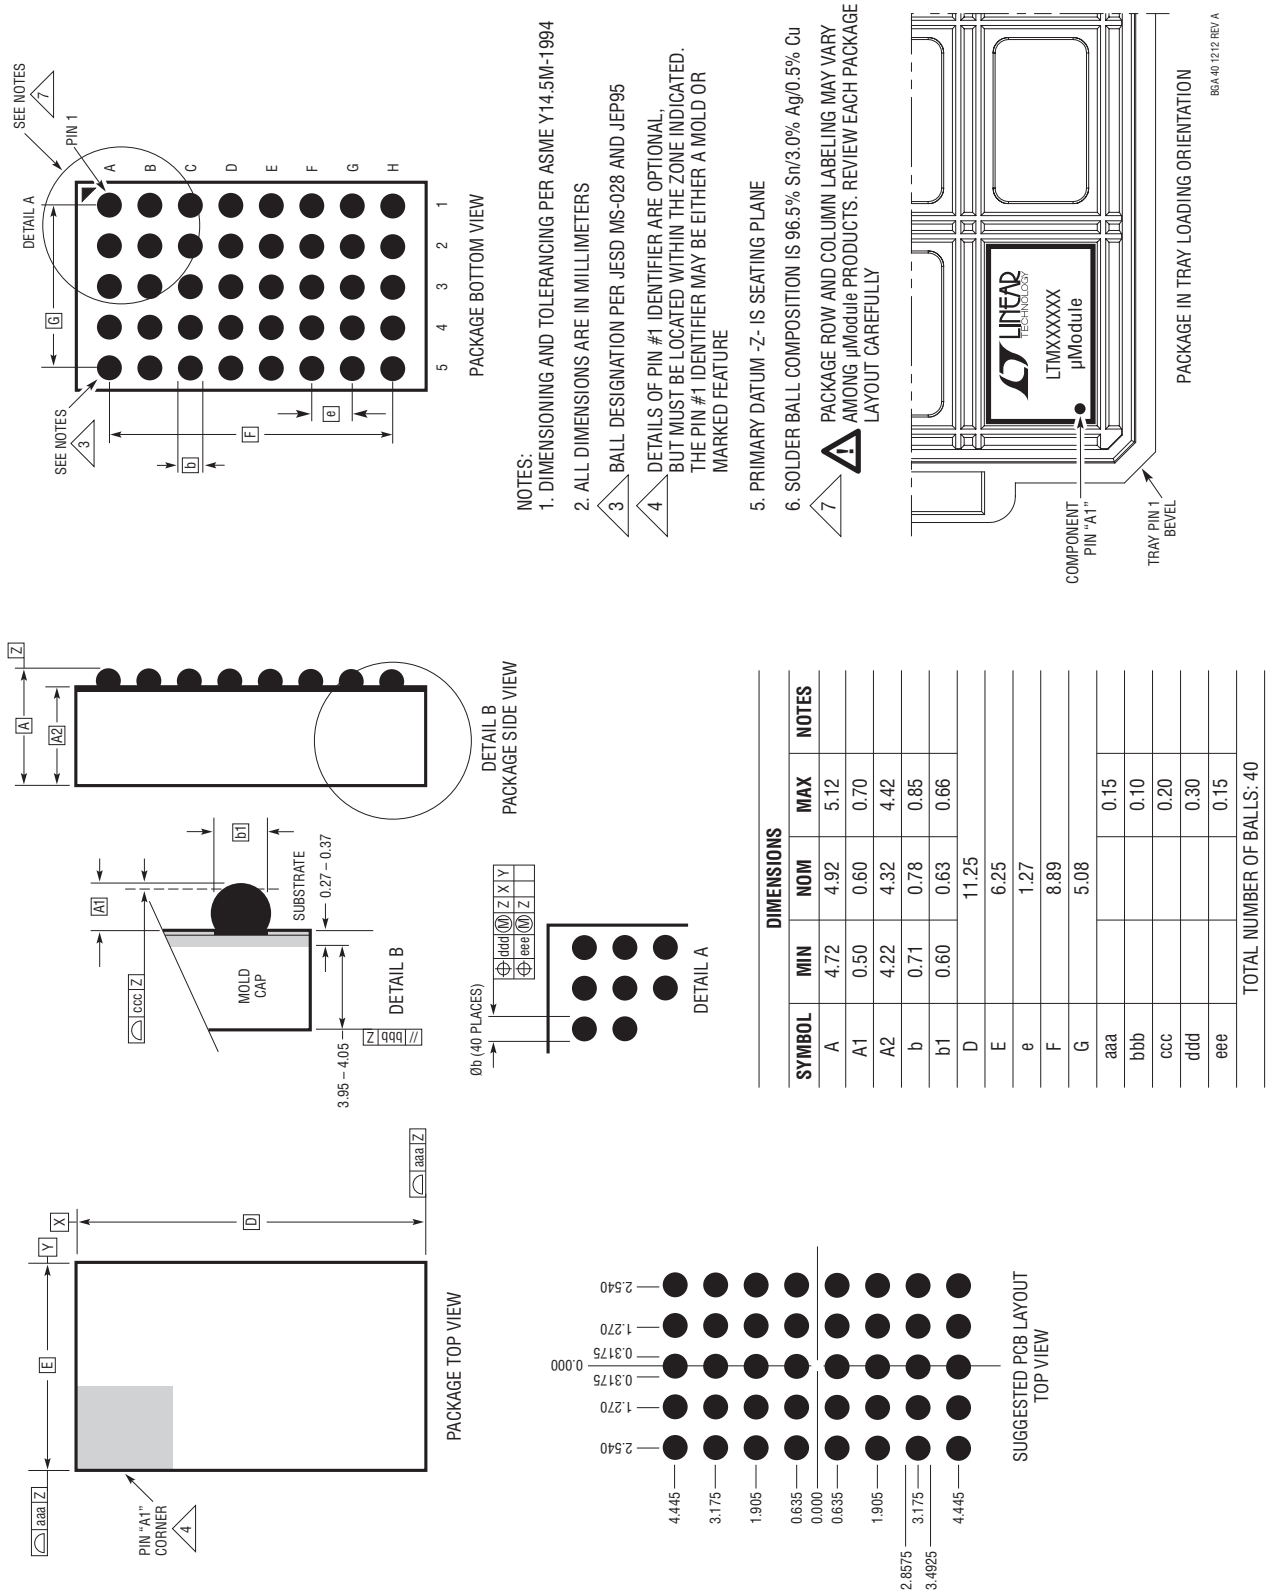 aaa Z
E
Y
X
D
aaa Z
PIN “A1”
CORNER
4
PACKAGE TOP VIEW
ccc Z
A1
b1
MOLD
CAP
SUBSTRATE
0.27 – 0.37
3.95 – 4.05
// bbb Z
DETAIL B
A
A2
Z
DETAIL B
PACKAGE SIDE VIEW
SEE NOTES
3
DETAIL A
SEE NOTES
7
PIN 1
G
F
b
e
A
B
C
D
E
F
G
H
5
4
3
2
1
PACKAGE BOTTOM VIEW
2.540
1.270
0.3175
0.000
0.3175
1.270
2.540
4.445
3.175
1.905
0.635
0.000
0.635
1.905
2.8575
3.175
3.4925
4.445
SUGGESTED PCB LAYOUT
TOP VIEW
Øb (40 PLACES)
ddd M Z X Y
eee M Z
DETAIL A
DIMENSIONS
SYMBOL MIN NOM MAX NOTES
A 4.72 4.92 5.12
A1 0.50 0.60 0.70
A2 4.22 4.32 4.42
b 0.71 0.78 0.85
b1 0.60 0.63 0.66
D 11.25
E 6.25
e 1.27
F 8.89
G 5.08
aaa 0.15
bbb 0.10
ccc 0.20
ddd 0.30
eee 0.15
TOTAL NUMBER OF BALLS: 40
NOTES:
1. DIMENSIONING AND TOLERANCING PER ASME Y14.5M-1994
2. ALL DIMENSIONS ARE IN MILLIMETERS
3 BALL DESIGNATION PER JESD MS-028 AND JEP95
4 DETAILS OF PIN #1 IDENTIFIER ARE OPTIONAL,
BUT MUST BE LOCATED WITHIN THE ZONE INDICATED.
THE PIN #1 IDENTIFIER MAY BE EITHER A MOLD OR
MARKED FEATURE
5. PRIMARY DATUM -Z- IS SEATING PLANE
6. SOLDER BALL COMPOSITION IS 96.5% Sn/3.0% Ag/0.5% Cu
7 ! PACKAGE ROW AND COLUMN LABELING MAY VARY
AMONG µModule PRODUCTS. REVIEW EACH PACKAGE
LAYOUT CAREFULLY
LINEAR
TECHNOLOGY
LTMXXXXXX
µModule
COMPONENT
PIN “A1”
TRAY PIN 1
BEVEL
PACKAGE IN TRAY LOADING ORIENTATION
BGA 40 1212 REV A